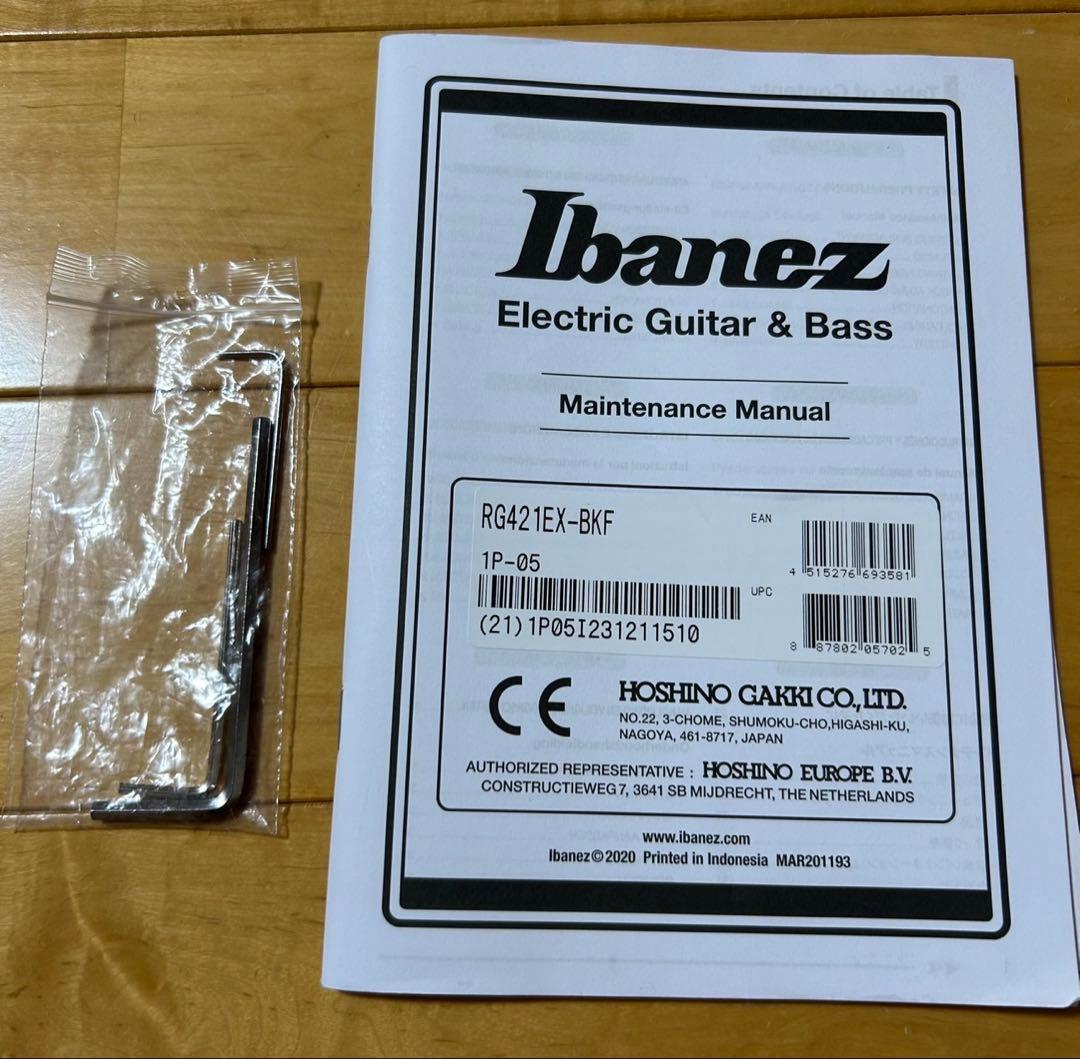 Ibanez
Electric Guitar & Bass
Maintenance Manual
RG421EX-BKF
EAN
4 515276 693581
1P-05
UPC
(21)1P05I231211510
8 87802 05702 5
CE
HOSHINO GAKKI CO., LTD.
NO.22, 3-CHOME, SHUMOKU-CHO,HIGASHI-KU,
NAGOYA, 461-8717, JAPAN
AUTHORIZED REPRESENTATIVE : HOSHINO EUROPE B.V.
CONSTRUCTIEWEG 7, 3641 SB MIJDRECHT, THE NETHERLANDS
www.ibanez.com
Ibanez©2020 Printed in Indonesia MAR201193